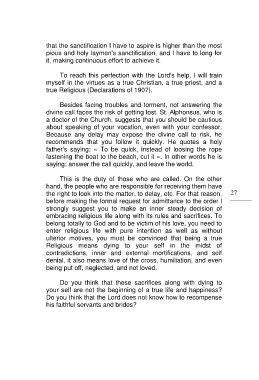 that the sanctification I have to aspire is higher than the most
pious and holy laymen's sanctification, and I have to long for
it, making continuous effort to achieve it.
To reach this perfection with the Lord's help, I will train
myself in the virtues as a true Christian, a true priest, and a
true Religious (Declarations of 1907).
Besides facing troubles and torment, not answering the
divine call faces the risk of getting lost. St. Alphonsus, who is
a doctor of the Church, suggests that you should be cautious
about speaking of your vocation, even with your confessor.
Because any delay may expose the divine call to risk, he
recommends that you follow it quickly. He quotes a holy
father's saying: « To be quick, instead of loosing the rope
fastening the boat to the beach, cut it ». In other words he is
saying: answer the call quickly, and leave the world.
This is the duty of those who are called. On the other
hand, the people who are responsible for receiving them have
the right to look into the matter, to delay, etc. For that reason,
before making the formal request for admittance to the order I
strongly suggest you to make an inner steady decision of
embracing religious life along with its rules and sacrifices. To
belong totally to God and to be victim of his love, you need to
enter religious life with pure intention as well as without
ulterior motives, you must be convinced that being a true
Religious means dying to your self in the midst of
contradictions, inner and external mortifications, and self
denial, it also means love of the cross, humiliation, and even
being put off, neglected, and not loved.
Do you think that these sacrifices along with dying to
your self are not the beginning of a true life and happiness?
Do you think that the Lord does not know how to recompense
his faithful servants and brides?
27